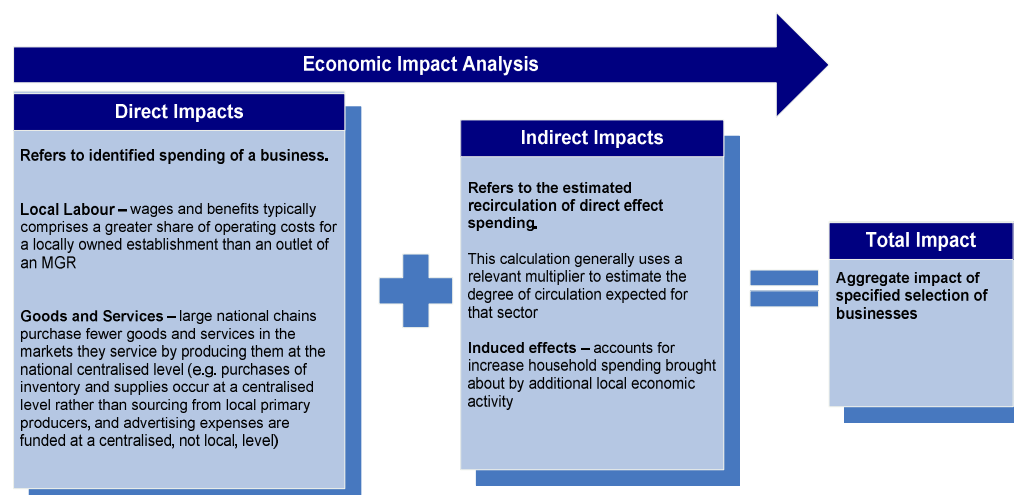 Economic Impact Analysis
Direct Impacts
Refers to identified spending of a business.
Local Labour – wages and benefits typically
comprises a greater share of operating costs for
a locally owned establishment than an outlet of
an MGR
Goods and Services – large national chains
purchase fewer goods and services in the
markets they service by producing them at the
national centralised level (e.g. purchases of
inventory and supplies occur at a centralised
level rather than sourcing from local primary
producers, and advertising expenses are
funded at a centralised, not local, level)
Indirect Impacts
Refers to the estimated
recirculation of direct effect
spending.
This calculation generally uses a
relevant multiplier to estimate the
degree of circulation expected for
that sector
Induced effects – accounts for
increase household spending brought
about by additional local economic
activity
Total Impact
Aggregate impact of
specified selection of
businesses